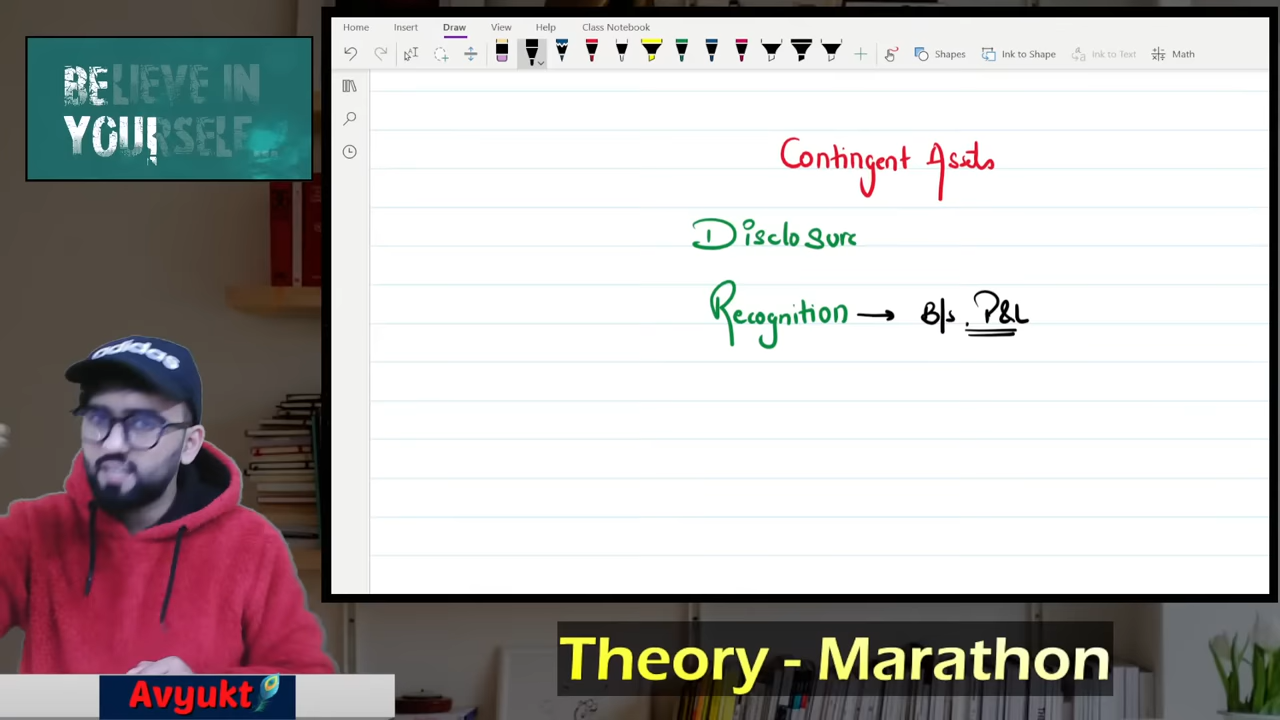 BELIEVE IN
YOURSELF...
Home Insert Draw View Help Class Notebook
Shapes Ink to Shape Ink to Text Math
Contingent Assets
Disclosure
Recognition → B/s. P&L
adidas
Theory - Marathon
Avyukt